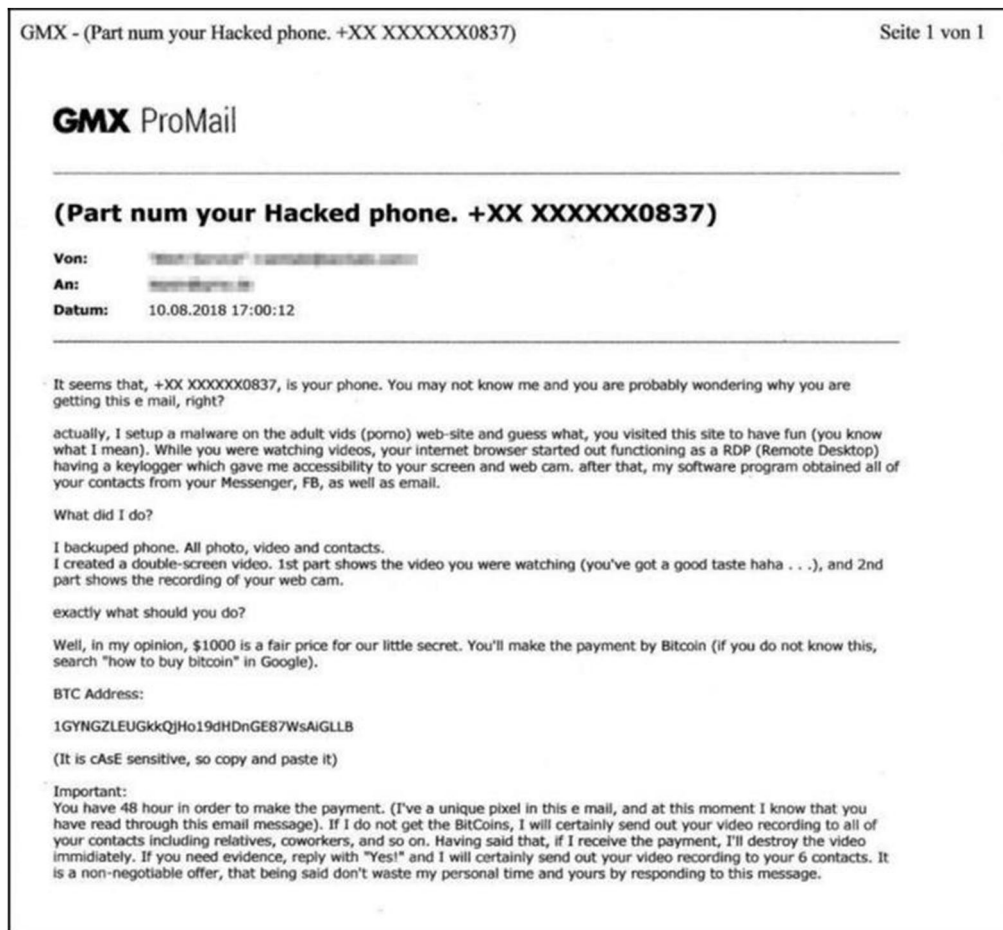 GMX - (Part num your Hacked phone. +XX XXXXXX0837)
Seite 1 von 1
GMX ProMail
(Part num your Hacked phone. +XX XXXXXX0837)
Von:
An:
Datum: 10.08.2018 17:00:12
It seems that, +XX XXXXXX0837, is your phone. You may not know me and you are probably wondering why you are
getting this e mail, right?
actually, I setup a malware on the adult vids (porno) web-site and guess what, you visited this site to have fun (you know
what I mean). While you were watching videos, your internet browser started out functioning as a RDP (Remote Desktop)
having a keylogger which gave me accessibility to your screen and web cam. after that, my software program obtained all of
your contacts from your Messenger, FB, as well as email.
What did I do?
I backuped phone. All photo, video and contacts.
I created a double-screen video. 1st part shows the video you were watching (you've got a good taste haha . . .), and 2nd
part shows the recording of your web cam.
exactly what should you do?
Well, in my opinion, $1000 is a fair price for our little secret. You'll make the payment by Bitcoin (if you do not know this,
search "how to buy bitcoin" in Google).
BTC Address:
1GYNGZLEUGkkQjHo19dHDnGE87WsAiGLLB
(It is cAsE sensitive, so copy and paste it)
Important:
You have 48 hour in order to make the payment. (I've a unique pixel in this e mail, and at this moment I know that you
have read through this email message). If I do not get the BitCoins, I will certainly send out your video recording to all of
your contacts including relatives, coworkers, and so on. Having said that, if I receive the payment, I'll destroy the video
immidiately. If you need evidence, reply with "Yes!" and I will certainly send out your video recording to your 6 contacts. It
is a non-negotiable offer, that being said don't waste my personal time and yours by responding to this message.